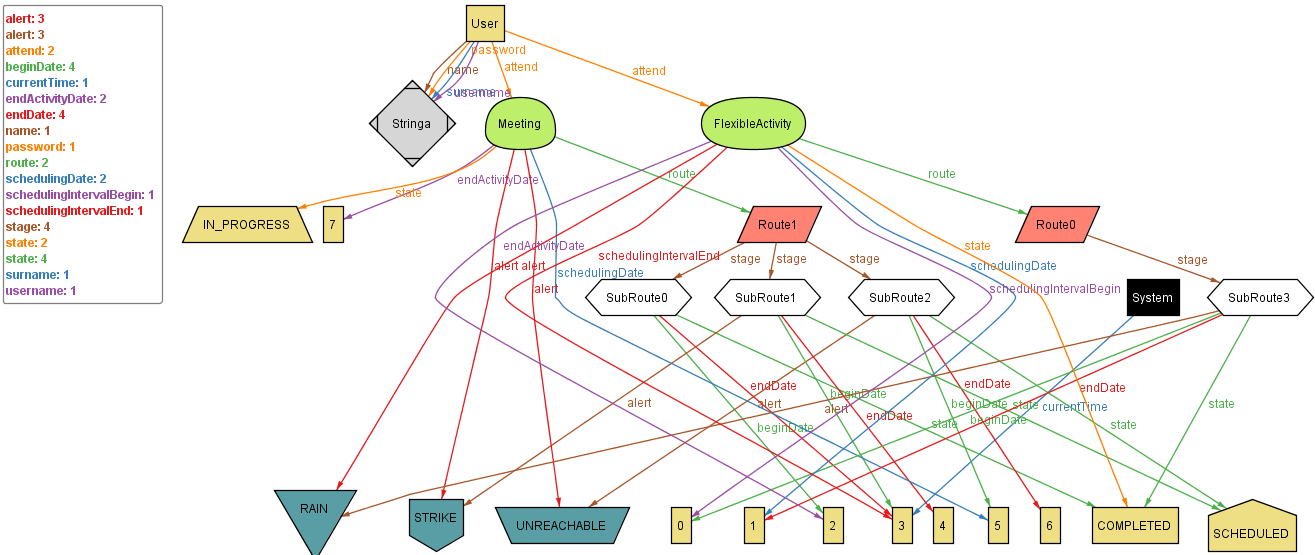 alert: 3
alert: 3
attend: 2
beginDate: 4
currentTime: 1
endActivityDate: 2
endDate: 4
name: 1
password: 1
route: 2
schedulingDate: 2
schedulingIntervalBegin: 1
schedulingIntervalEnd: 1
stage: 4
state: 2
state: 4
surname: 1
username: 1
User
password
name
attend
attend
surname
username
Stringa
Meeting
FlexibleActivity
endActivityDate
route
route
state
IN_PROGRESS
7
Route1
Route0
endActivityDate
state
schedulingIntervalEnd
stage
stage
stage
stage
alert
alert
schedulingDate
schedulingDate
alert
schedulingIntervalBegin
SubRoute0
SubRoute1
SubRoute2
System
SubRoute3
endDate
endDate
endDate
beginDate
alert
alert
alert
beginDate
state
currentTime
state
endDate
beginDate
state
beginDate
state
RAIN
STRIKE
UNREACHABLE
0
1
2
3
4
5
6
COMPLETED
SCHEDULED